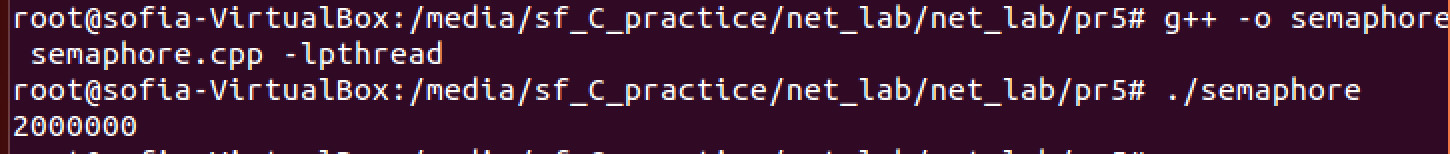 root@sofia-VirtualBox:/media/sf_C_practice/net_lab/net_lab/pr5# g++ -o semaphore
semaphore.cpp -lpthread
root@sofia-VirtualBox:/media/sf_C_practice/net_lab/net_lab/pr5# ./semaphore
2000000